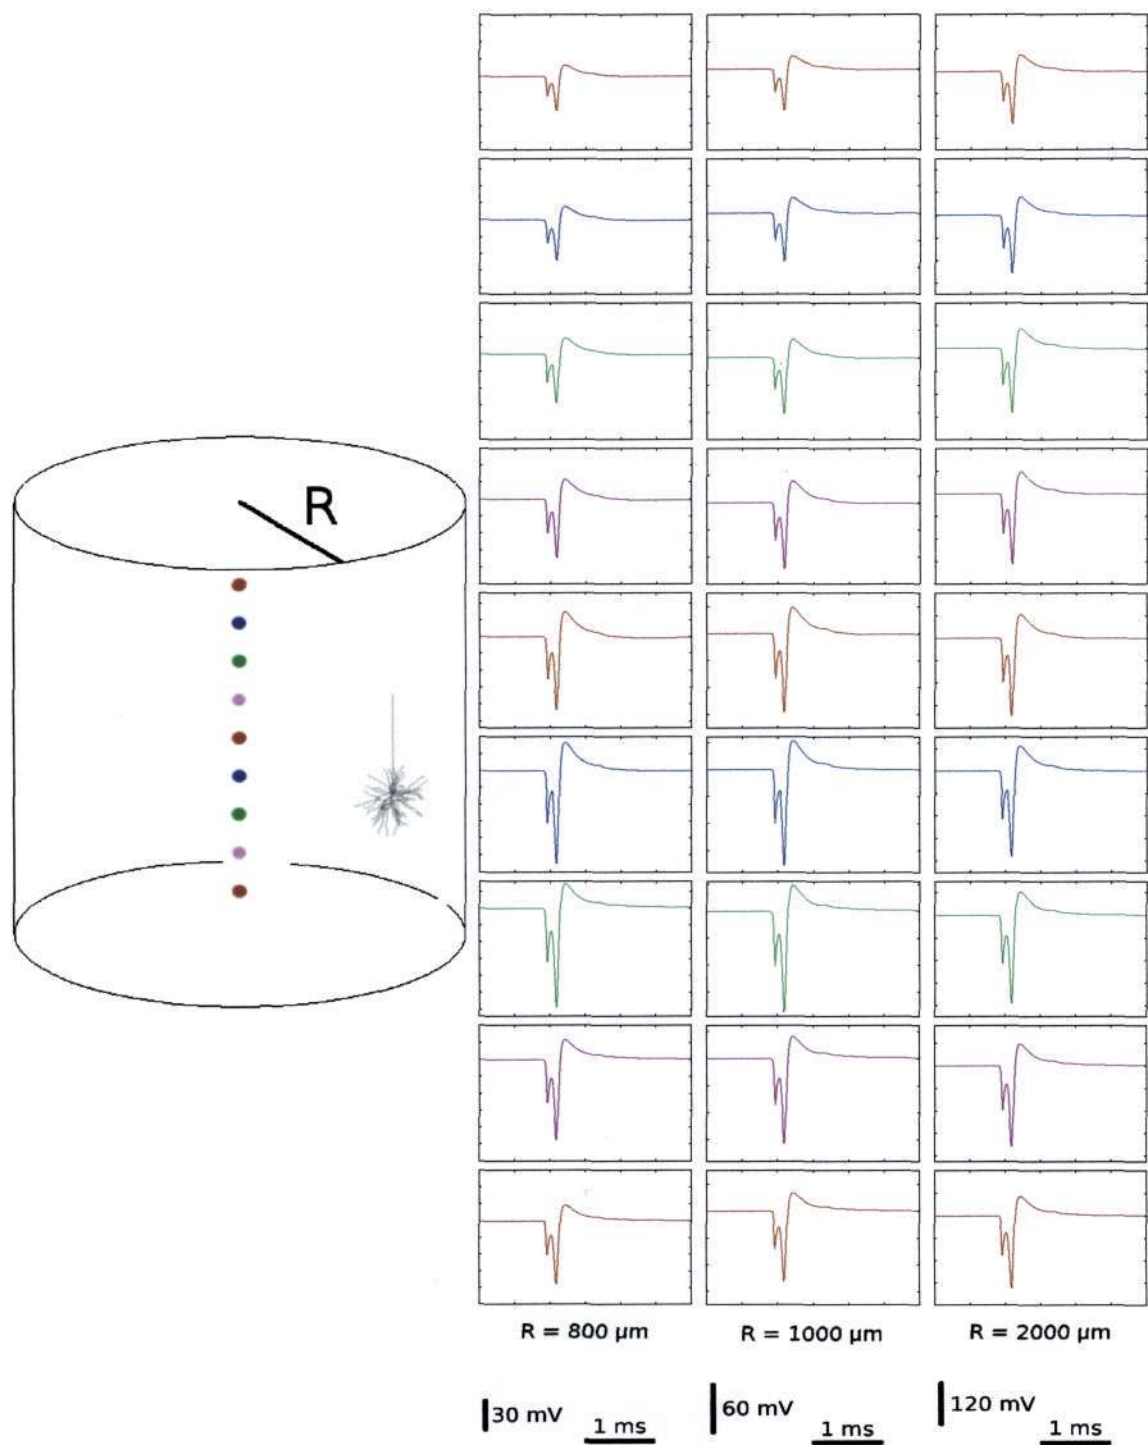 R
R = 800 µm
R = 1000 µm
R = 2000 µm
30 mV
1 ms
60 mV
1 ms
120 mV
1 ms